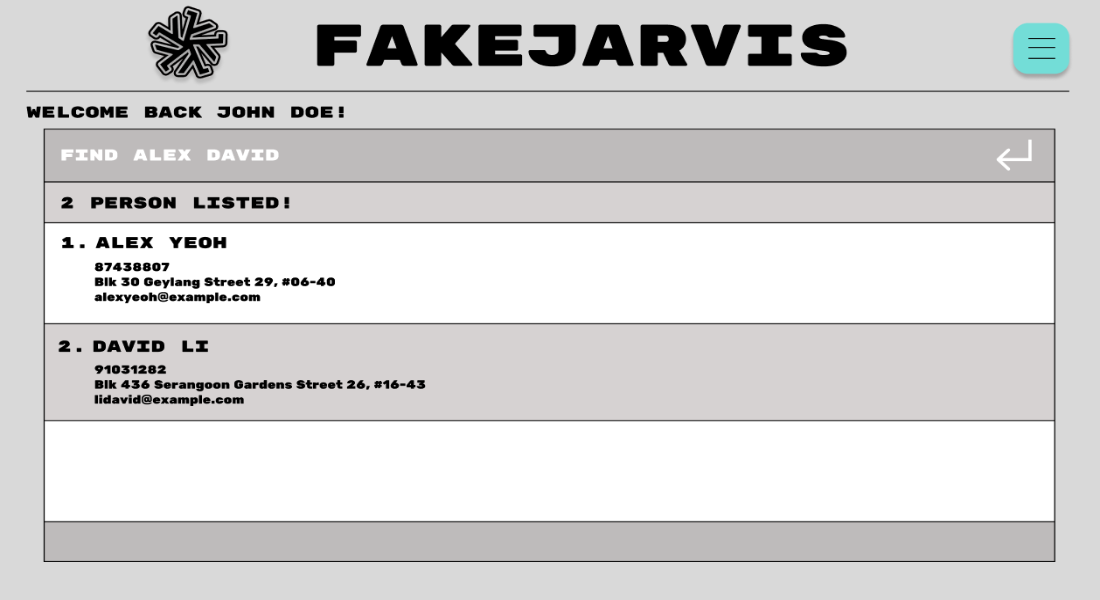 FAKEJARVIS
WELCOME BACK JOHN DOE!
FIND ALEX DAVID
2 PERSON LISTED!
1. ALEX YEOH
87438807
Blk 30 Geylang Street 29, #06-40
alexyeoh@example.com
2. DAVID LI
91031282
Blk 436 Serangoon Gardens Street 26, #16-43
lidavid@example.com